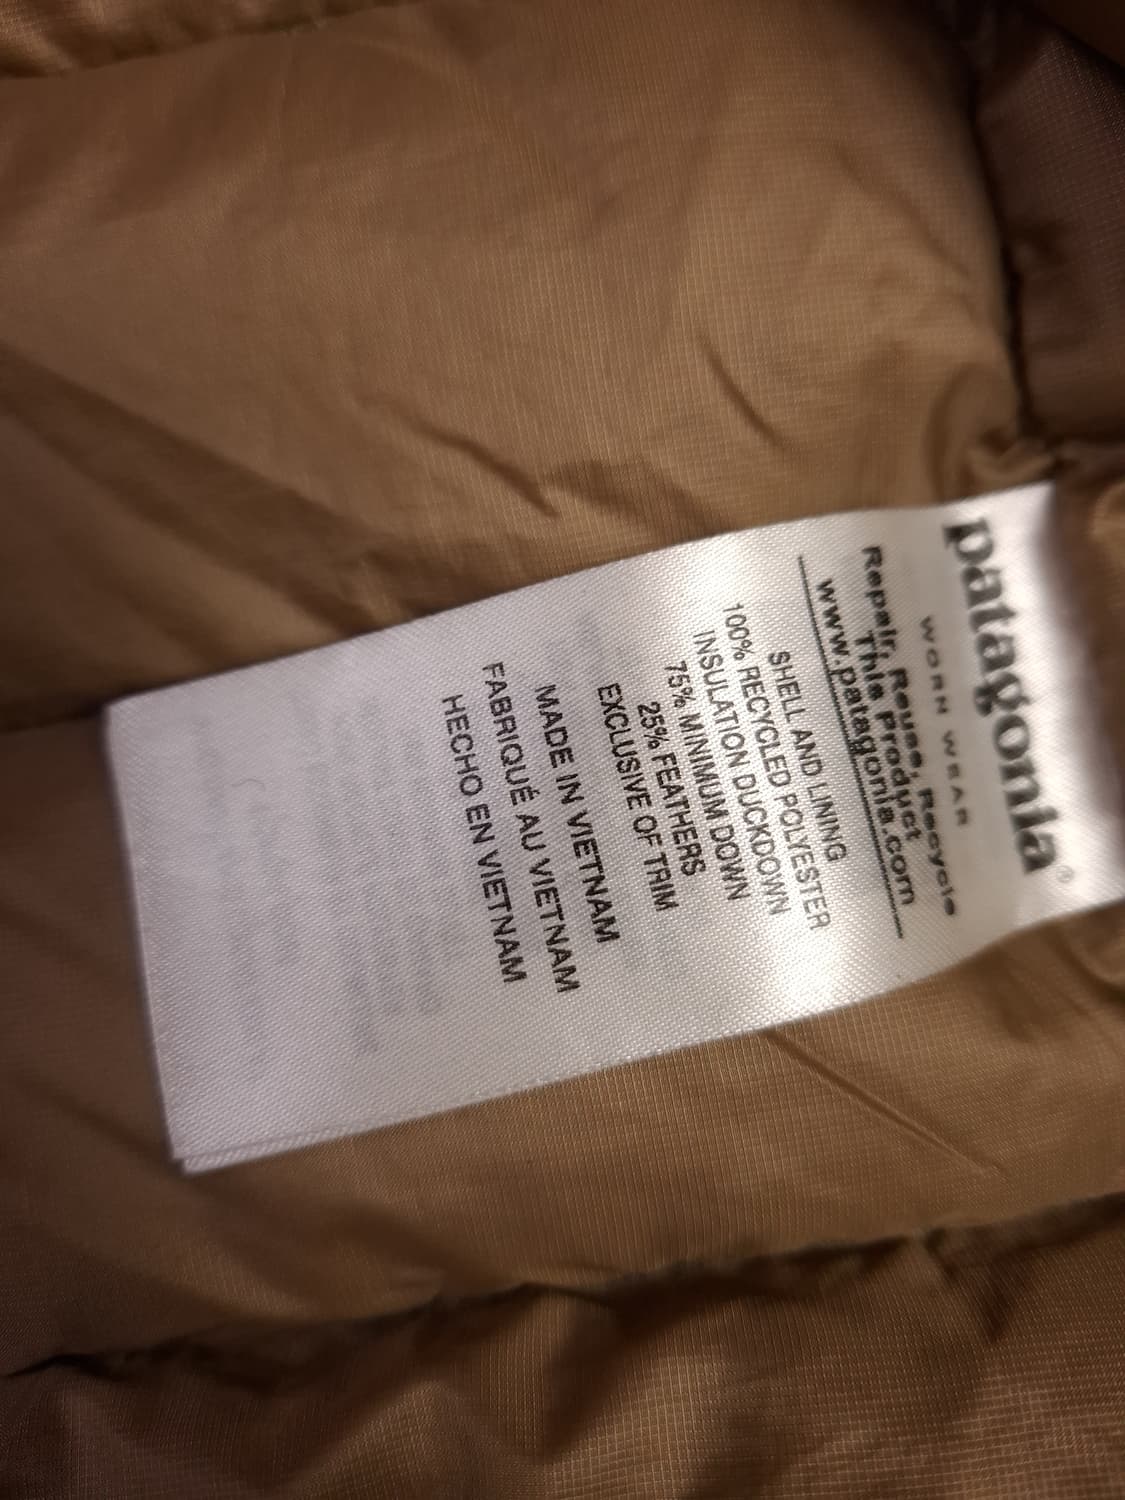 patagonia®
WORN WEAR
Repair, Reuse, Recycle
This Product
www.patagonia.com
SHELL AND LINING
100% RECYCLED POLYESTER
INSULATION DUCKDOWN
75% MINIMUM DOWN
25% FEATHERS
EXCLUSIVE OF TRIM
MADE IN VIETNAM
FABRIQUÉ AU VIETNAM
HECHO EN VIETNAM